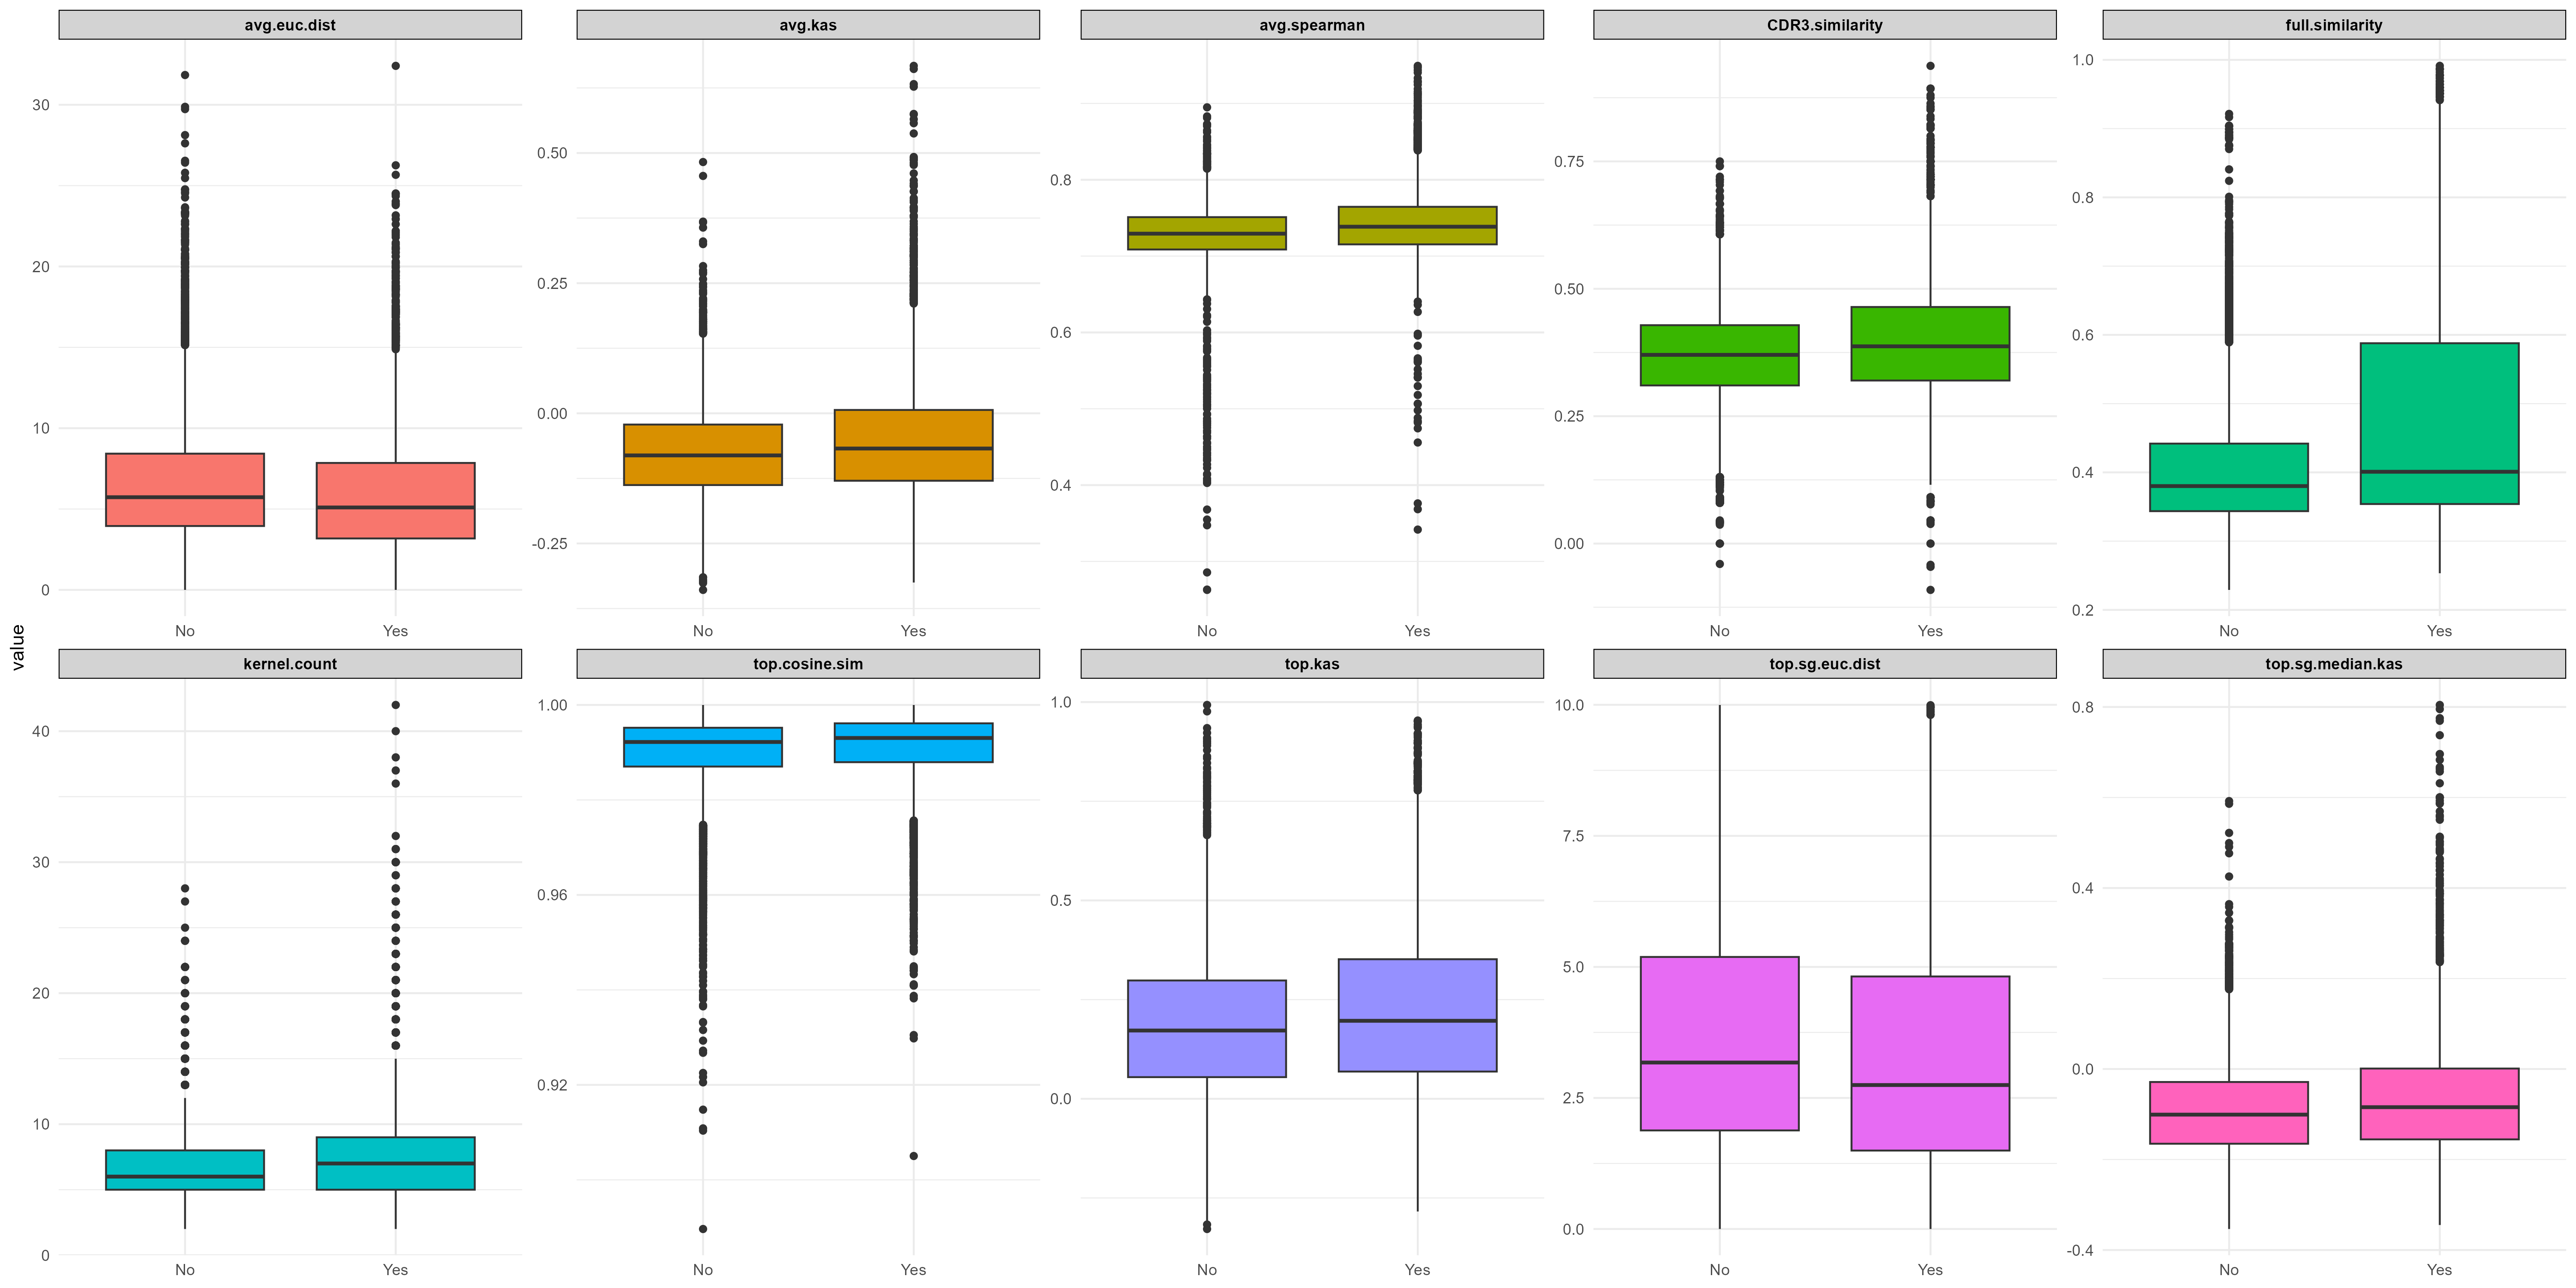 avg.euc.dist
avg.kas
avg.spearman
CDR3.similarity
full.similarity
30
20
10
0
0.50
0.25
0.00
-0.25
0.8
0.6
0.4
0.75
0.50
0.25
0.00
1.0
0.8
0.6
0.4
0.2
No Yes
No Yes
No Yes
No Yes
No Yes
value
kernel.count
top.cosine.sim
top.kas
top.sg.euc.dist
top.sg.median.kas
40
30
20
10
0
1.00
0.96
0.92
1.0
0.5
0.0
10.0
7.5
5.0
2.5
0.0
0.8
0.4
0.0
-0.4
No Yes
No Yes
No Yes
No Yes
No Yes